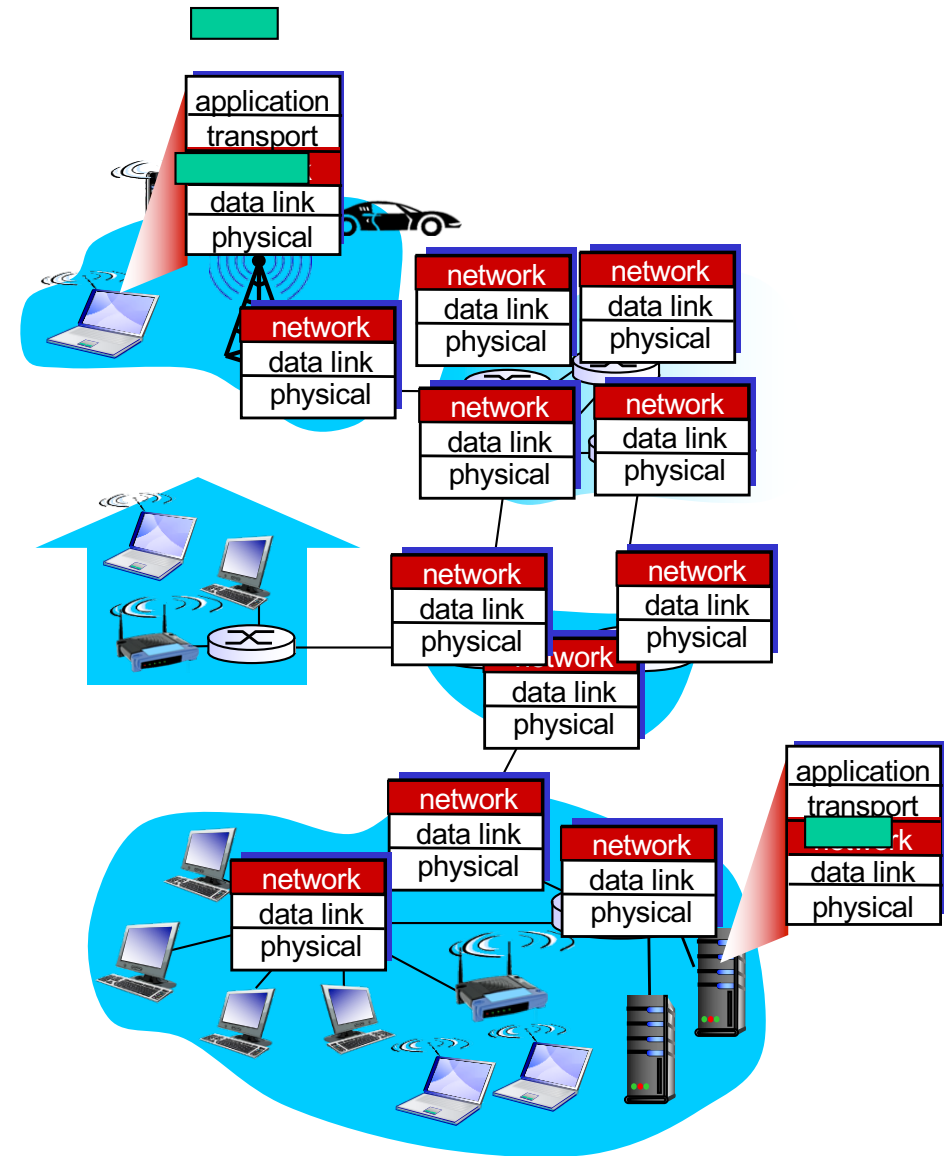 application
transport
data link
physical
network
data link
physical
network
data link
physical
network
data link
physical
network
data link
physical
network
data link
physical
network
data link
physical
network
data link
physical
network
data link
physical
application
transport
network
data link
physical
network
data link
physical
network
data link
physical
network
data link
physical